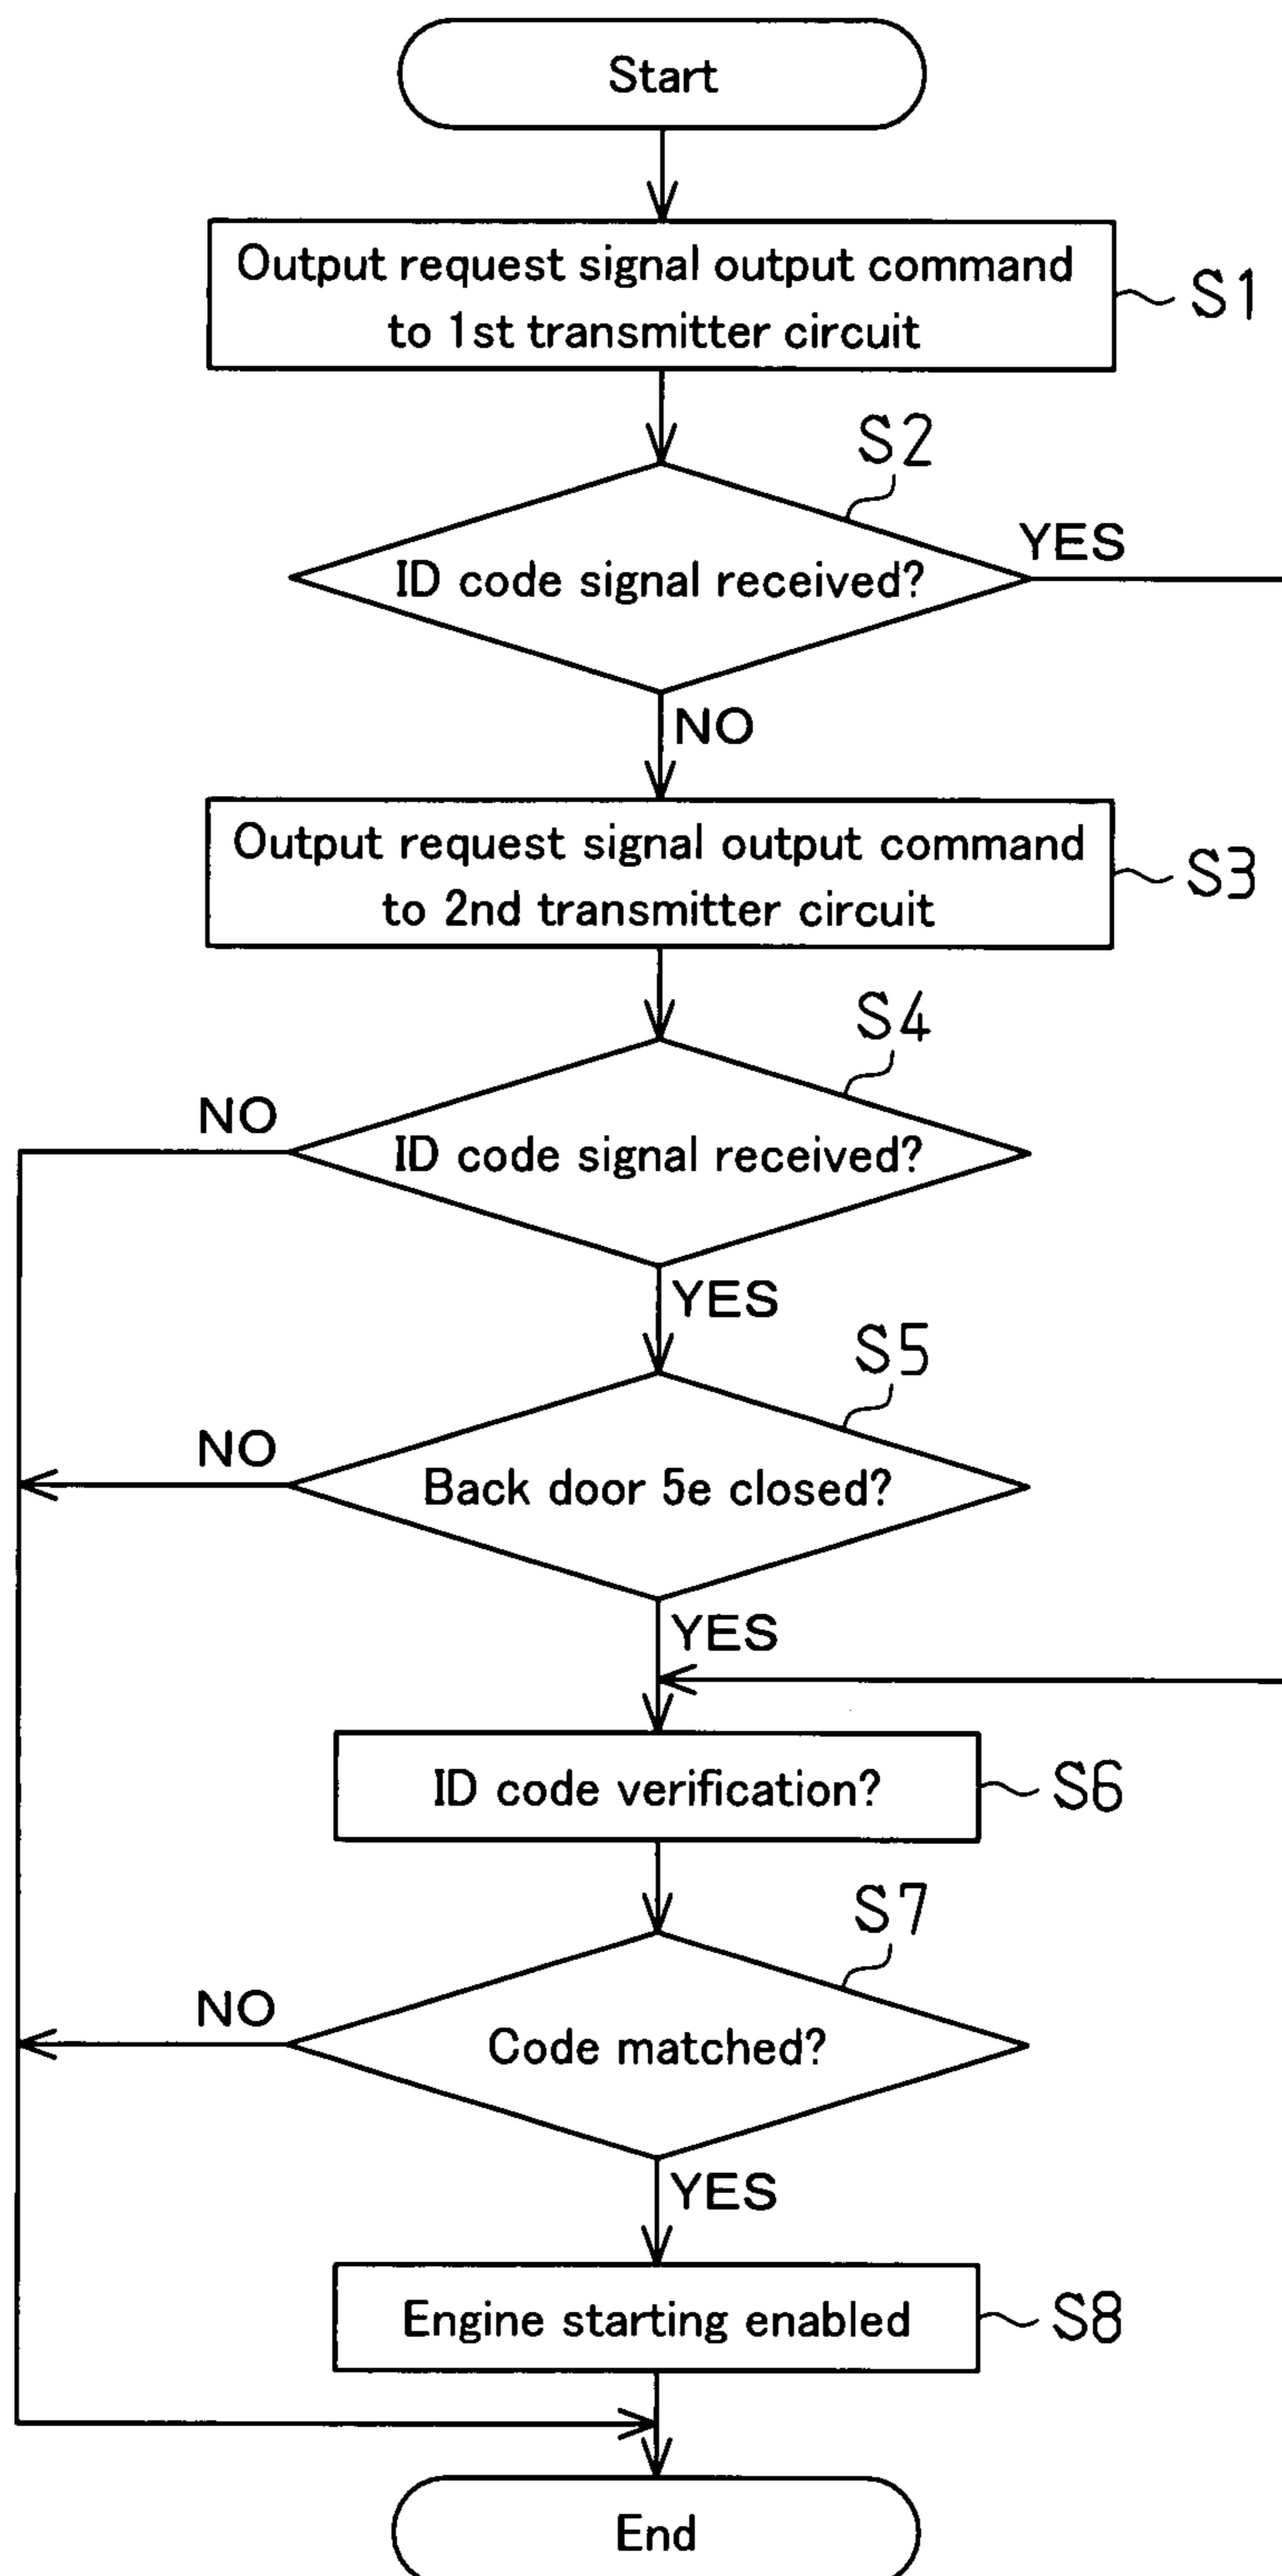 Start
Output request signal output command
to 1st transmitter circuit
S1
S2
ID code signal received?
YES
NO
Output request signal output command
to 2nd transmitter circuit
S3
S4
NO
ID code signal received?
YES
S5
NO
Back door 5e closed?
YES
ID code verification?
S6
S7
NO
Code matched?
YES
Engine starting enabled
S8
End